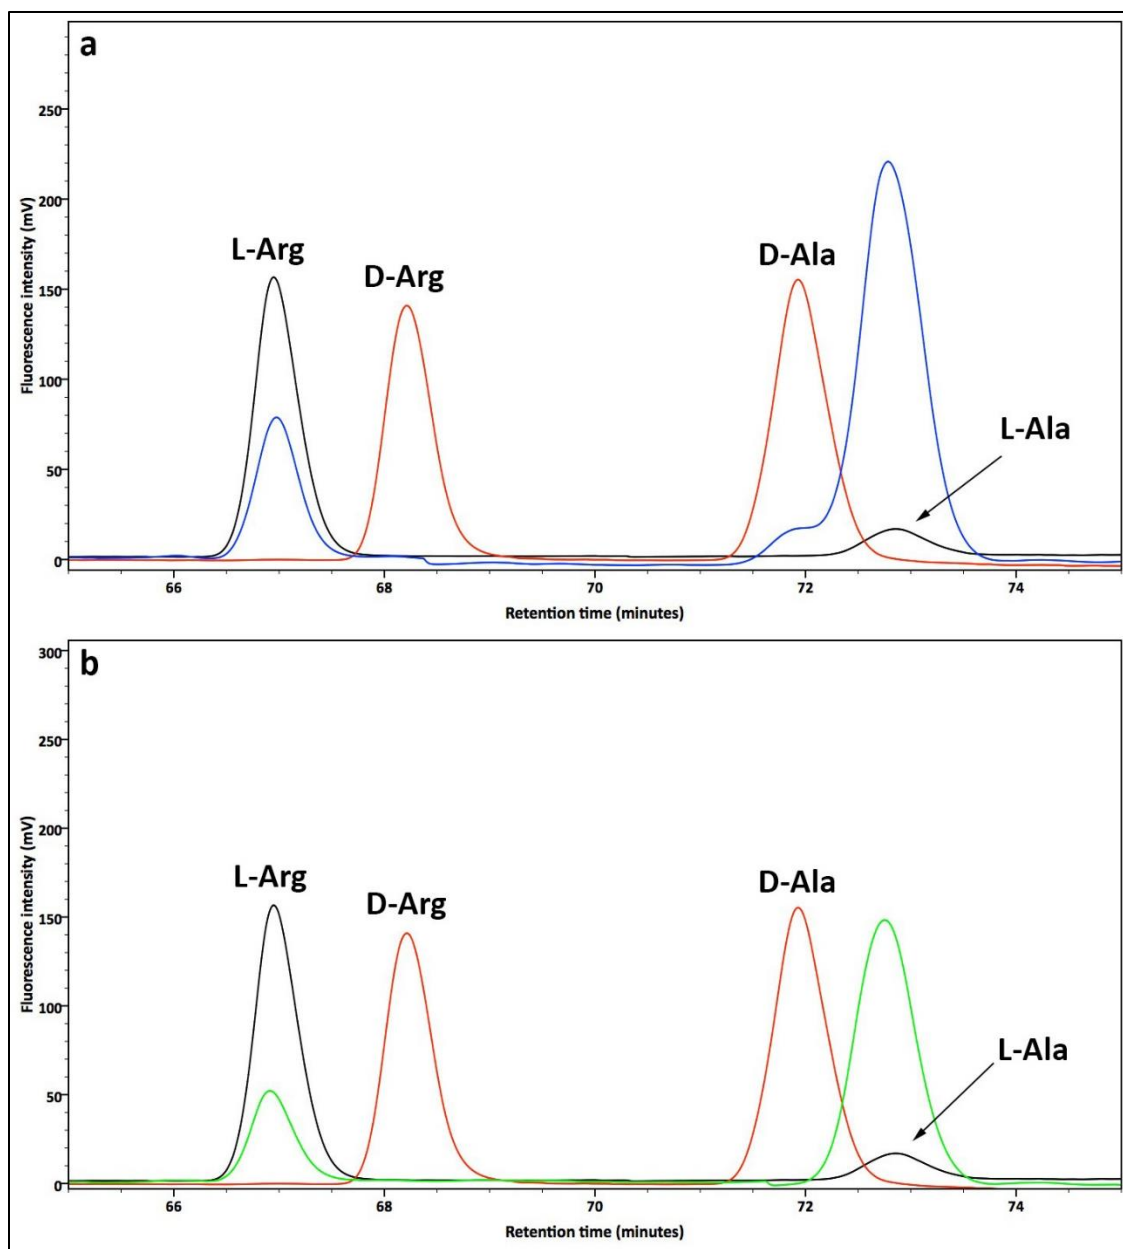 a
250
200
150
100
50
0
Fluorescence intensity (mV)
L-Arg
D-Arg
D-Ala
L-Ala
66 68 70 72 74
Retention time (minutes)
b
300
250
200
150
100
50
0
Fluorescence intensity (mV)
L-Arg
D-Arg
D-Ala
L-Ala
66 68 70 72 74
Retention time (minutes)